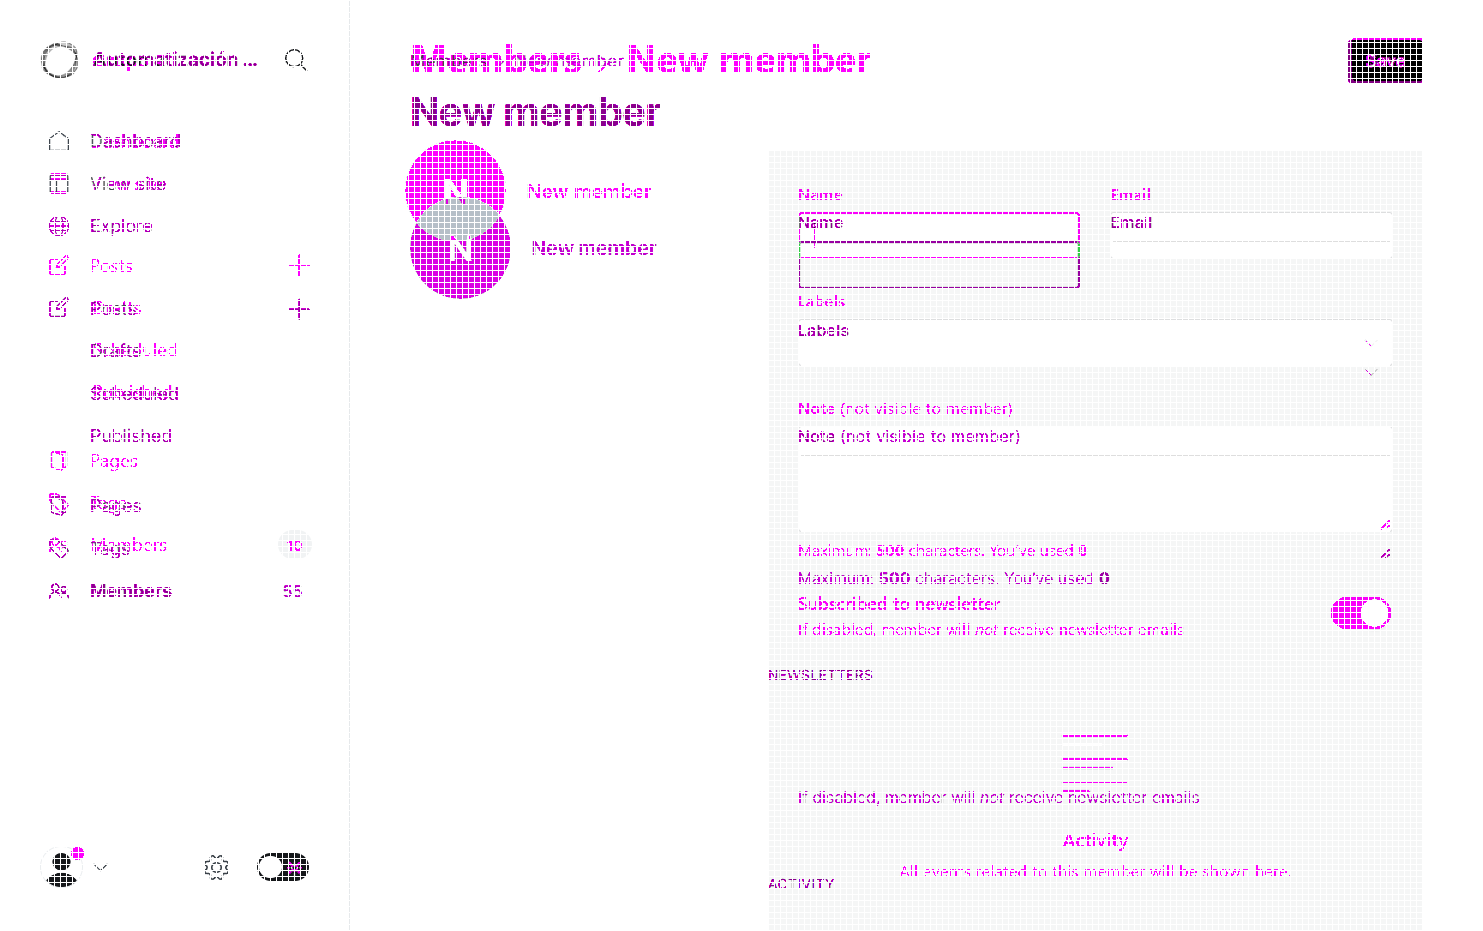 Members New member
Save
New member
Dashboard
View site
Explore
Posts
Published
Pages
Pages
Members 10
Members 55
N New member
N New member
Name
Email
Name
Email
Labels
Labels
Note (not visible to member)
Note (not visible to member)
Maximum: 500 characters. You've used 0
Maximum: 500 characters. You've used 0
Subscribed to newsletter
If disabled, member will not receive newsletter emails
NEWSLETTERS
If disabled, member will not receive newsletter emails
Activity
All events related to this member will be shown here.
ACTIVITY